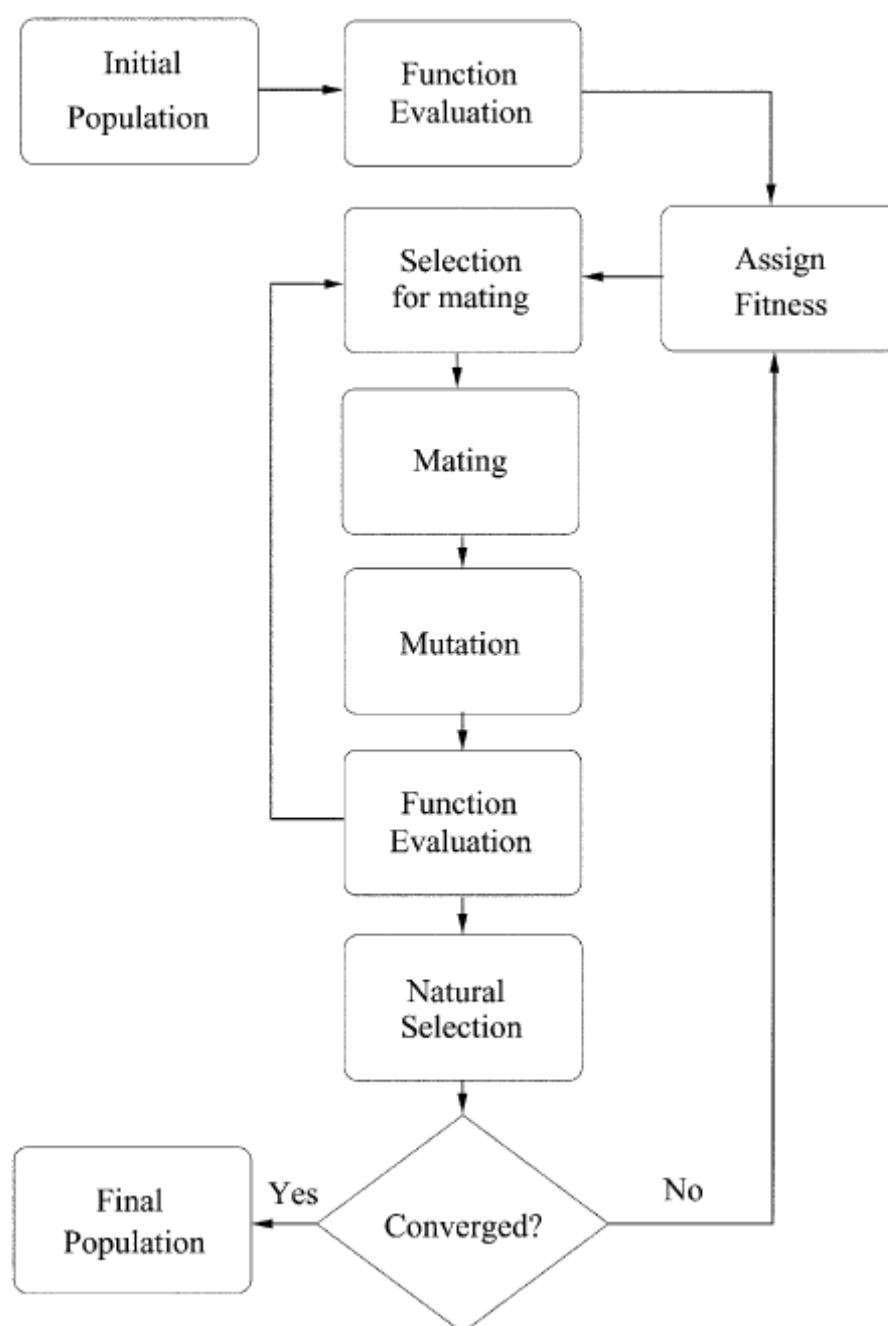 Initial
Population
Function
Evaluation
Selection
for mating
Assign
Fitness
Mating
Mutation
Function
Evaluation
Natural
Selection
Final
Population
Yes
Converged?
No